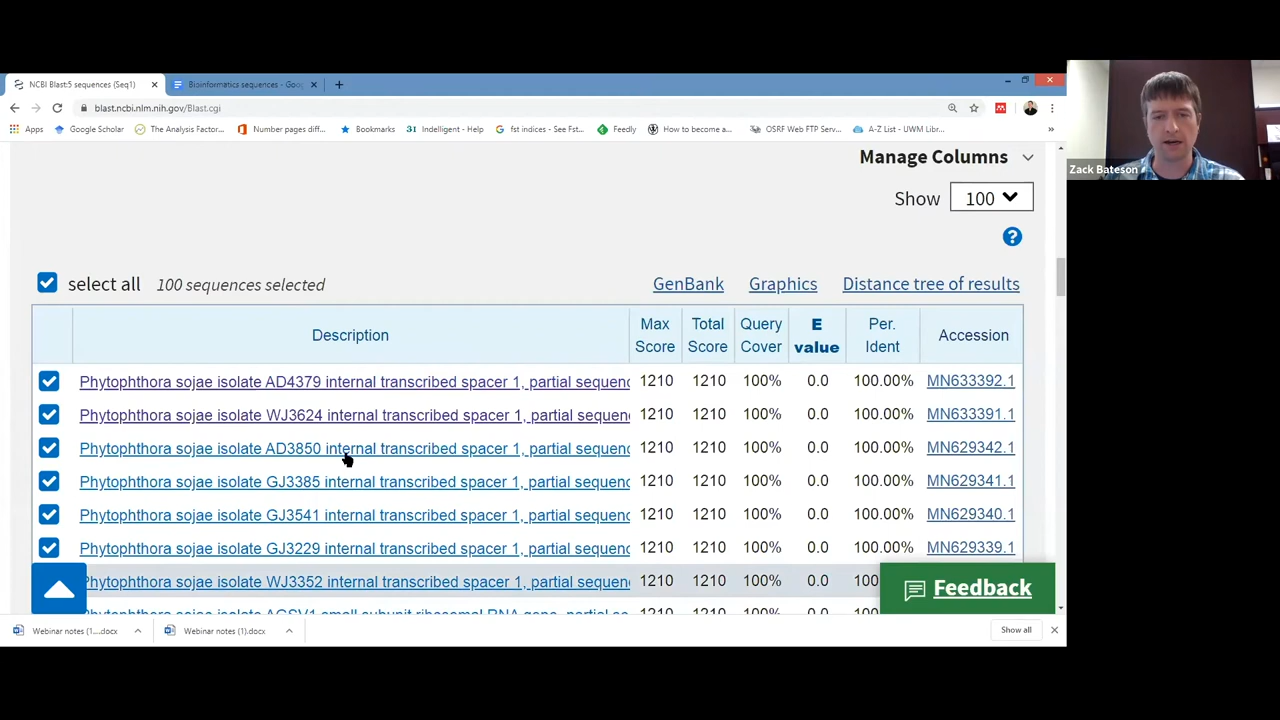 NCBI Blast:5 sequences (Seq1)
Bioinformatics sequences - Goo
blast.ncbi.nlm.nih.gov/Blast.cgi
Apps
Google Scholar
The Analysis Factor...
Number pages diff...
Bookmarks
31 Indelligent - Help
fst indices - See Fst...
Feedly
How to become a...
OSRF Web FTP Serv...
A-Z List - UWM Libr...
»
Zack Bateson
Manage Columns
Show 100
?
select all 100 sequences selected
GenBank Graphics Distance tree of results
Description Max Score Total Score Query Cover E value Per. Ident Accession
Phytophthora sojae isolate AD4379 internal transcribed spacer 1, partial sequenc 1210 1210 100% 0.0 100.00% MN633392.1
Phytophthora sojae isolate WJ3624 internal transcribed spacer 1, partial sequenc 1210 1210 100% 0.0 100.00% MN633391.1
Phytophthora sojae isolate AD3850 internal transcribed spacer 1, partial sequenc 1210 1210 100% 0.0 100.00% MN629342.1
Phytophthora sojae isolate GJ3385 internal transcribed spacer 1, partial sequenc 1210 1210 100% 0.0 100.00% MN629341.1
Phytophthora sojae isolate GJ3541 internal transcribed spacer 1, partial sequenc 1210 1210 100% 0.0 100.00% MN629340.1
Phytophthora sojae isolate GJ3229 internal transcribed spacer 1, partial sequenc 1210 1210 100% 0.0 100.00% MN629339.1
Phytophthora sojae isolate WJ3352 internal transcribed spacer 1, partial sequenc 1210 1210 100% 0.0 100
Feedback
Webinar notes (1....docx
Webinar notes (1).docx
Show all